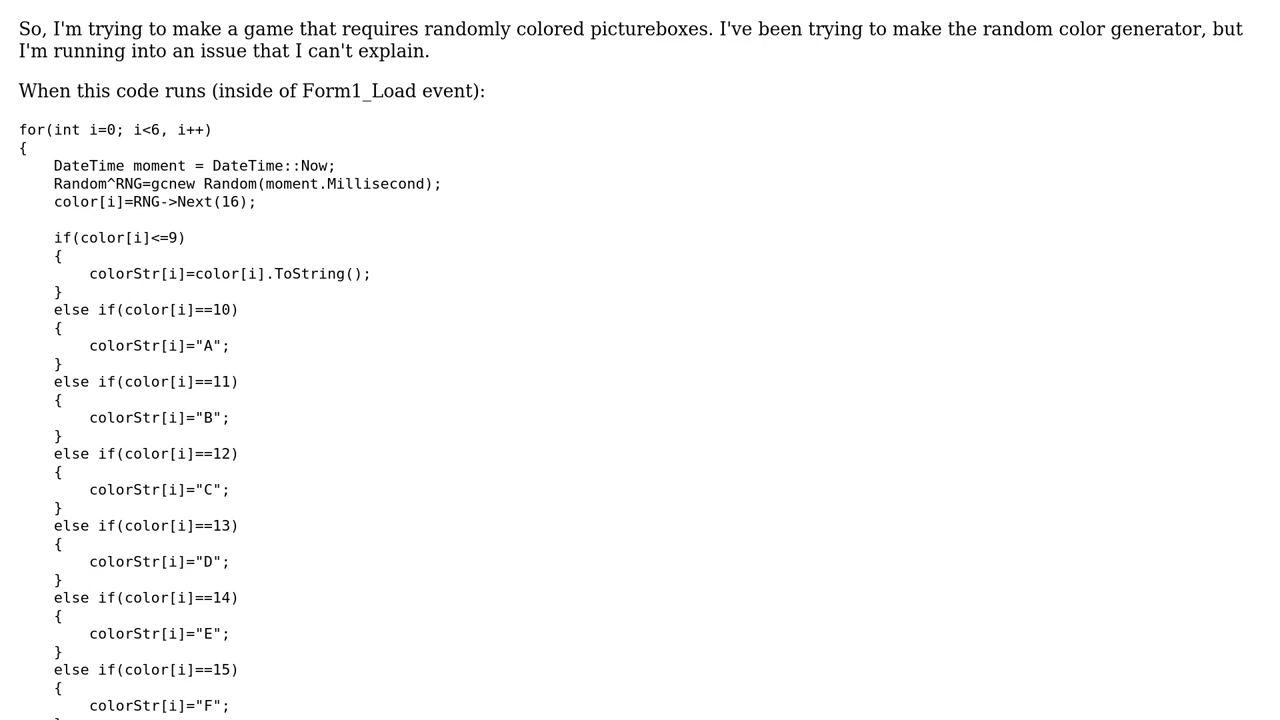 So, I'm trying to make a game that requires randomly colored pictureboxes. I've been trying to make the random color generator, but
I'm running into an issue that I can't explain.
When this code runs (inside of Form1_Load event):
for(int i=0; i<6, i++)
{
    DateTime moment = DateTime::Now;
    Random^RNG=gcnew Random(moment.Millisecond);
    color[i]=RNG->Next(16);

    if(color[i]<=9)
    {
        colorStr[i]=color[i].ToString();
    }
    else if(color[i]==10)
    {
        colorStr[i]="A";
    }
    else if(color[i]==11)
    {
        colorStr[i]="B";
    }
    else if(color[i]==12)
    {
        colorStr[i]="C";
    }
    else if(color[i]==13)
    {
        colorStr[i]="D";
    }
    else if(color[i]==14)
    {
        colorStr[i]="E";
    }
    else if(color[i]==15)
    {
        colorStr[i]="F";